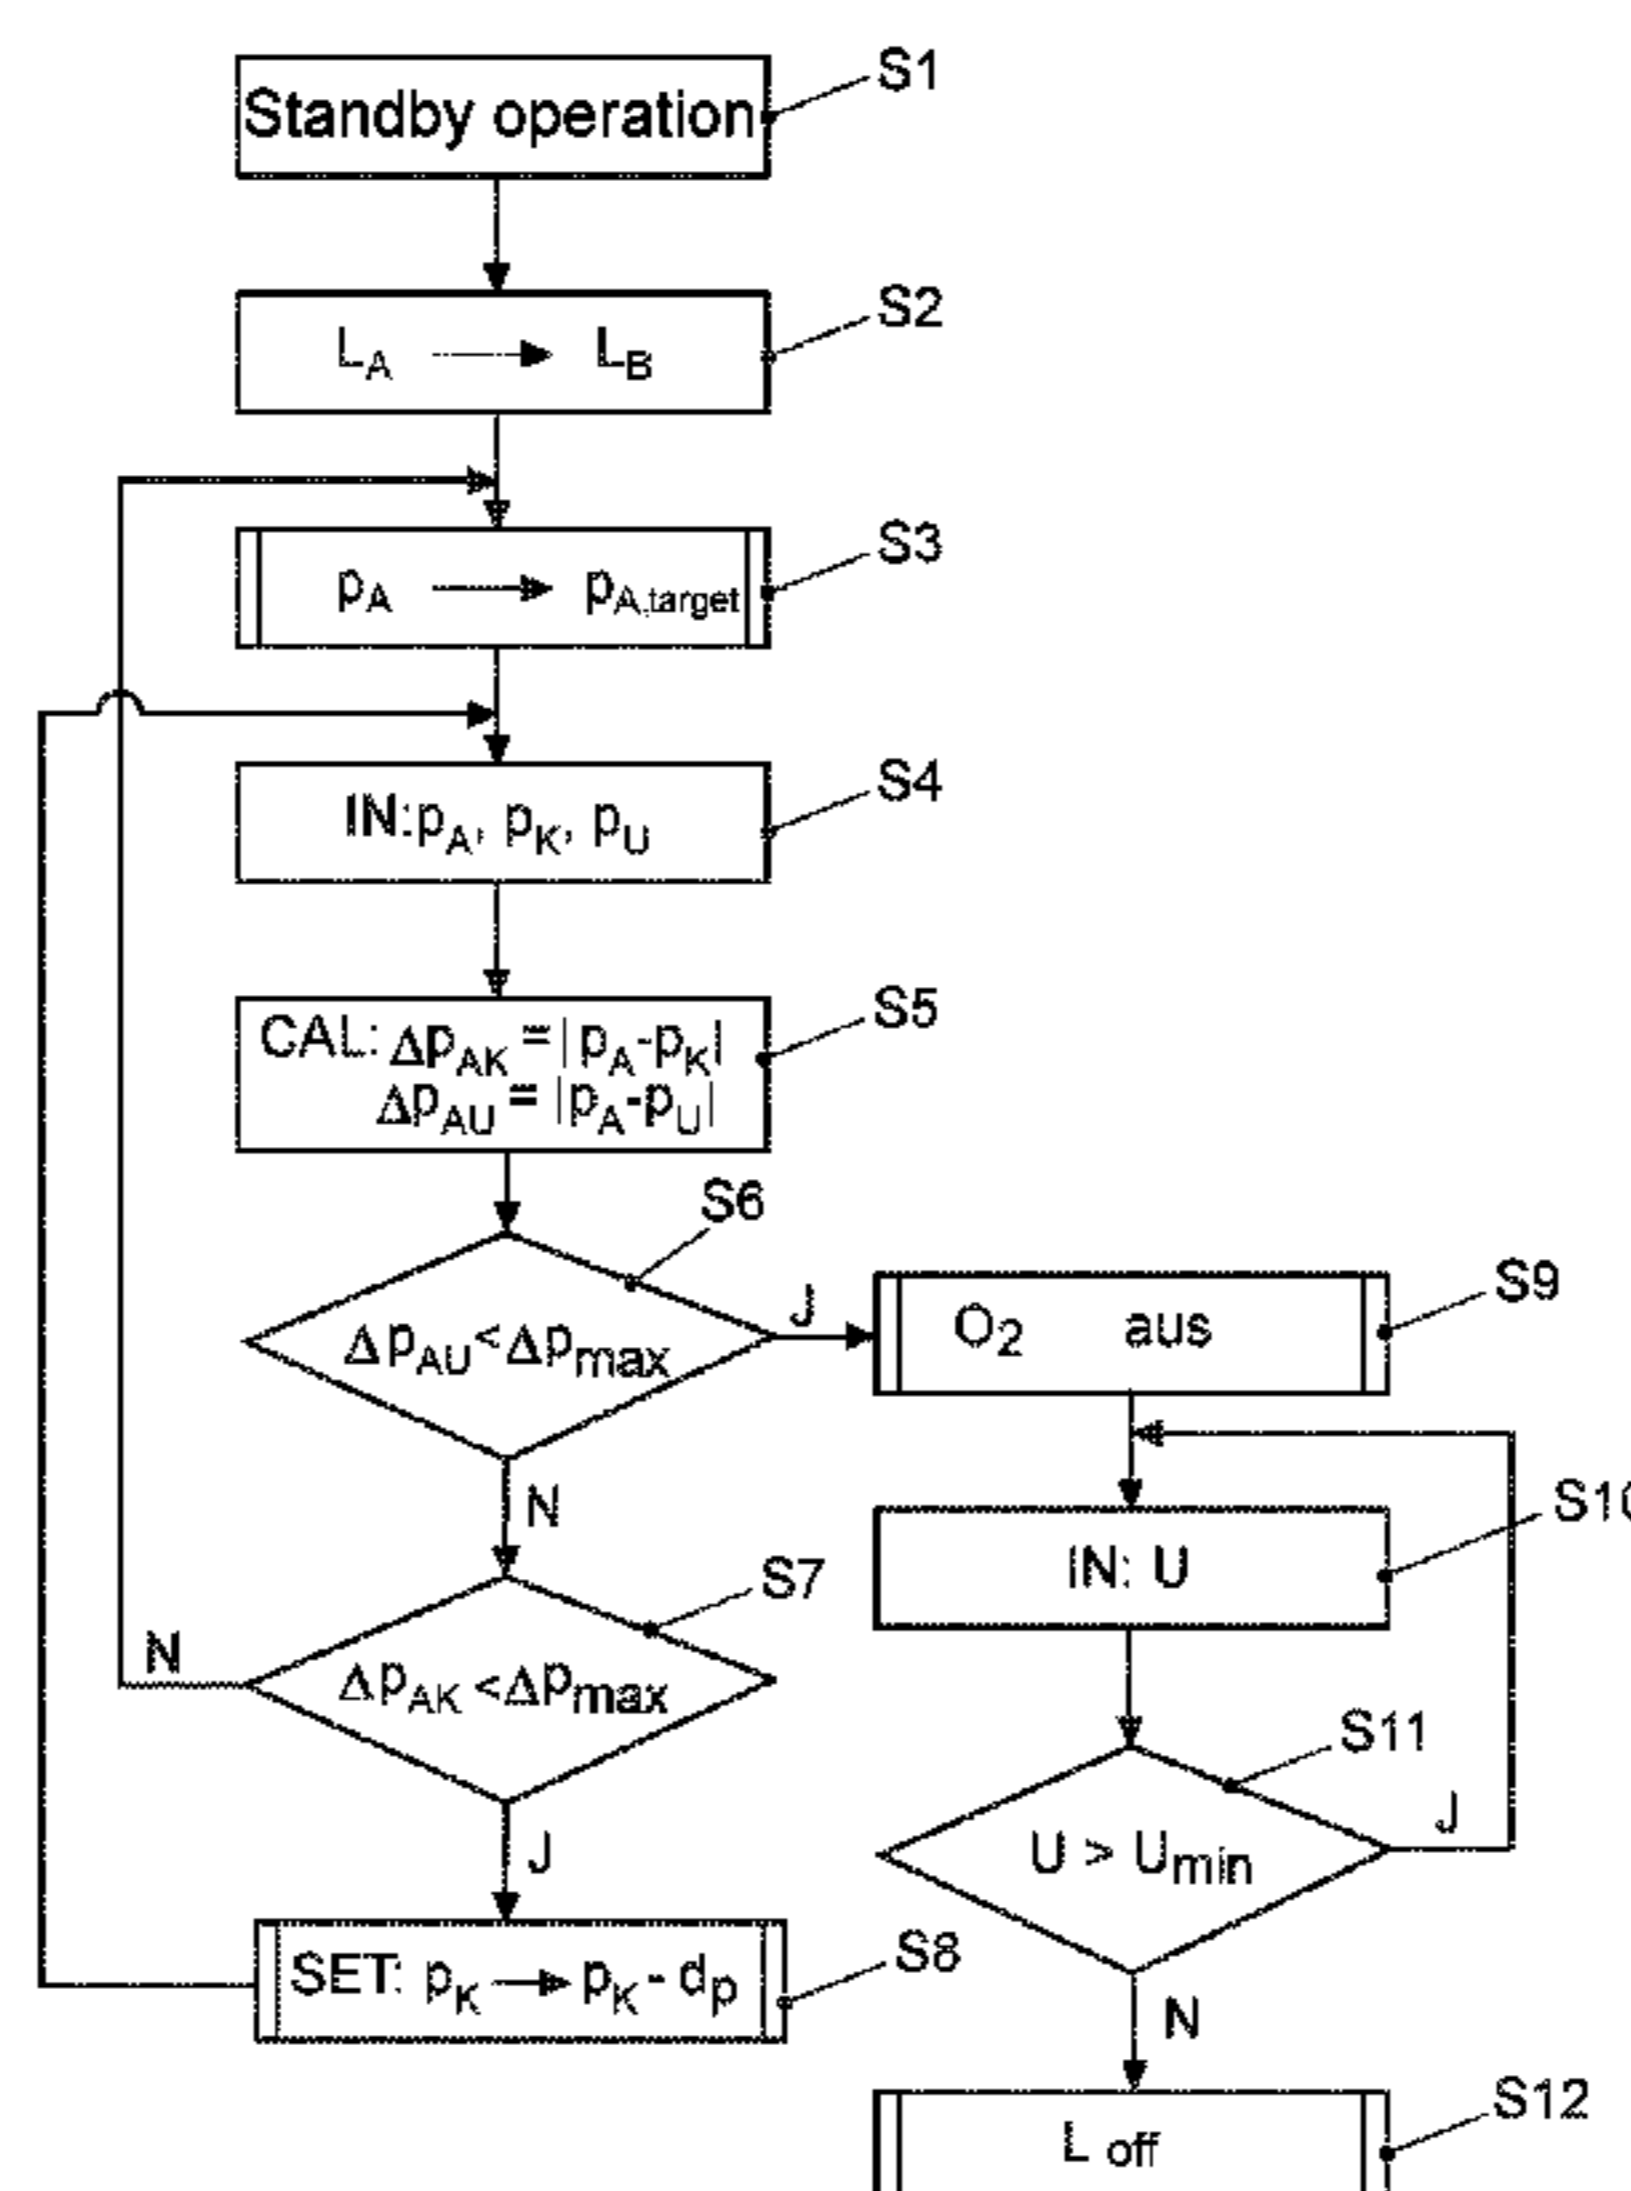 S1
Standby operation
S2
L_A → L_B
S3
p_A → p_A,target
S4
IN: p_A, p_K, p_U
S5
CAL: Δp_AK = |p_A-p_K|
Δp_AU = |p_A-p_U|
S6
Δp_AU < Δp_max
J
N
S9
O_2 aus
S10
IN: U
S7
Δp_AK < Δp_max
N
J
S11
U > U_min
J
N
S8
SET: p_K → p_K - d_p
S12
L off